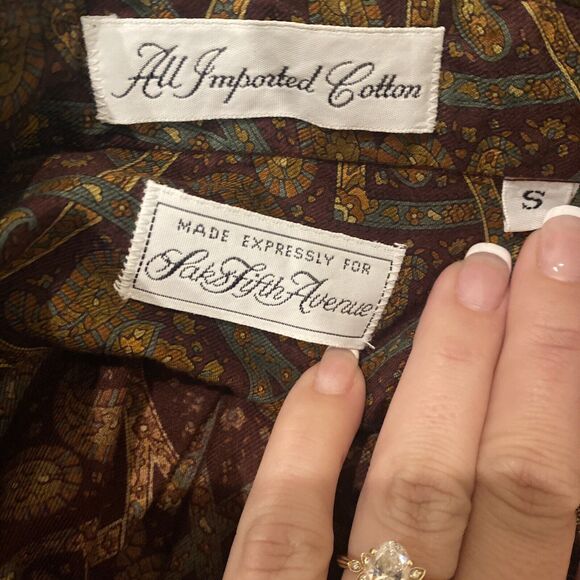 All Imported Cotton
S
MADE EXPRESSLY FOR
Saks Fifth Avenue